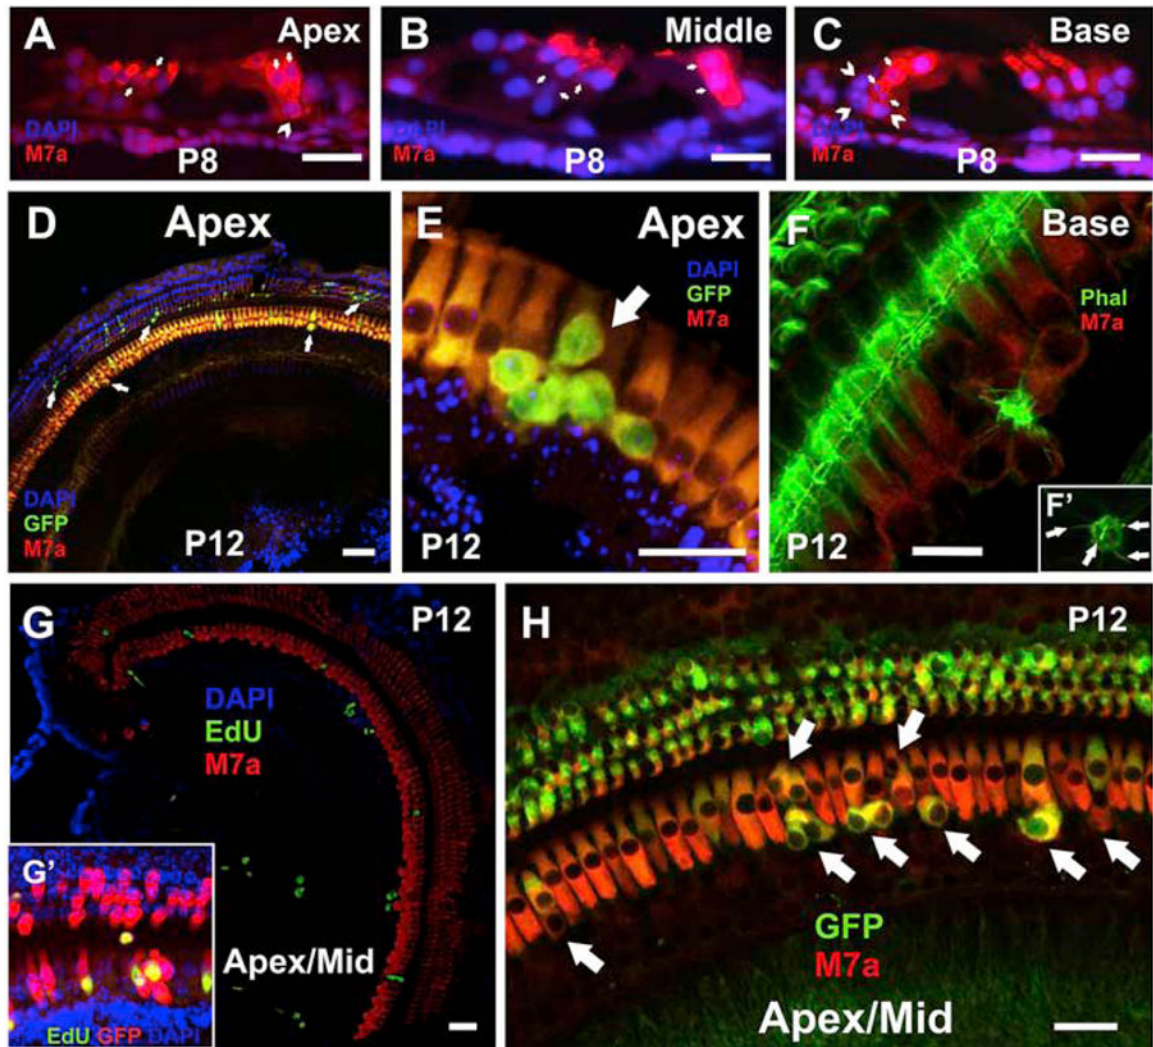 A Apex
DAPI
M7a P8
B Middle
DAPI
M7a P8
C Base
DAPI
M7a P8
D Apex
DAPI
GFP
M7a P12
E Apex
DAPI
GFP
M7a
P12
F Base
Phal
M7a
P12
F'
G P12
DAPI
EdU
M7a
Apex/Mid
G'
EdU GFP DAPI
H P12
GFP
M7a
Apex/Mid